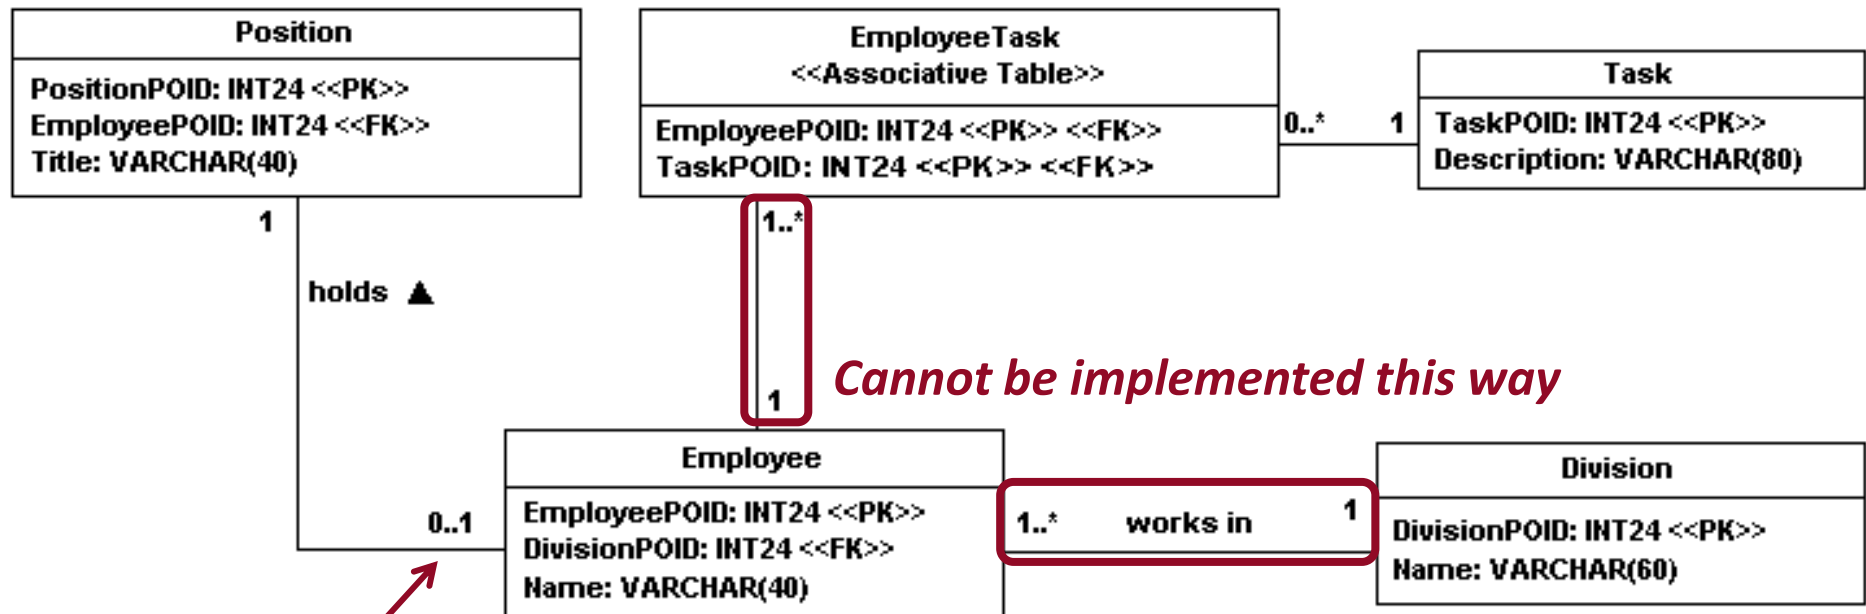 Position
PositionPOID: INT24 <<PK>>
EmployeePOID: INT24 <<FK>>
Title: VARCHAR(40)
EmployeeTask
<<Associative Table>>
EmployeePOID: INT24 <<PK>> <<FK>>
TaskPOID: INT24 <<PK>> <<FK>>
0..* 1
Task
TaskPOID: INT24 <<PK>>
Description: VARCHAR(80)
1
1..*
holds ▲
Cannot be implemented this way
1
0..1
Employee
EmployeePOID: INT24 <<PK>>
DivisionPOID: INT24 <<FK>>
Name: VARCHAR(40)
1..* works in 1
Division
DivisionPOID: INT24 <<PK>>
Name: VARCHAR(60)